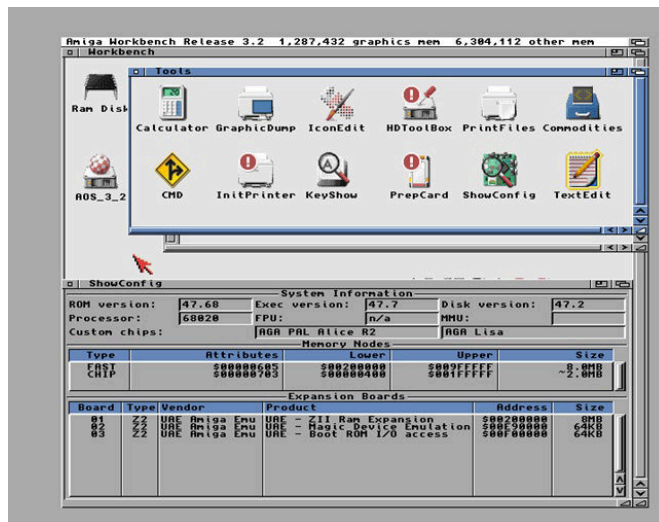 Amiga Workbench Release 3.2 1,287,432 graphics mem 6,304,112 other mem
Workbench
Tools
Ram Disk
Calculator GraphicDump IconEdit HDToolBox PrintFiles Commodities
AOS_3_2
CMD InitPrinter KeyShow PrepCard ShowConfig TextEdit
ShowConfig
System Information
ROM version: 47.68 Exec version: 47.7 Disk version: 47.2
Processor: 68020 FPU: n/a MMU:
Custom chips: AGA PAL Alice R2 AGA Lisa
Memory Nodes
Type Attributes Lower Upper Size
FAST $00000605 $00200000 $009FFFFF ~8.0MB
CHIP $00000703 $00000400 $001FFFFF ~2.0MB
Expansion Boards
Board Type Vendor Product Address Size
01 Z2 UAE Amiga Emu UAE - ZII Ram Expansion $00200000 8MB
02 Z2 UAE Amiga Emu UAE - Magic Device Emulation $00E90000 64KB
03 Z2 UAE Amiga Emu UAE - Boot ROM I/O access $00F00000 64KB